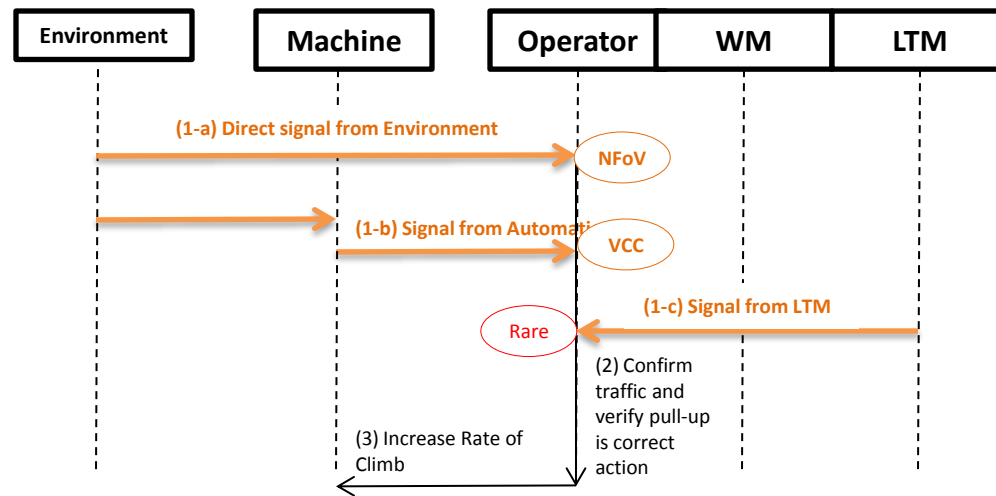 Environment
Machine
Operator
WM
LTM
(1-a) Direct signal from Environment
NFoV
(1-b) Signal from Automati
VCC
(1-c) Signal from LTM
Rare
(2) Confirm
traffic and
verify pull-up
is correct
action
(3) Increase Rate of
Climb